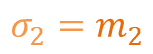 σ₂ = m₂